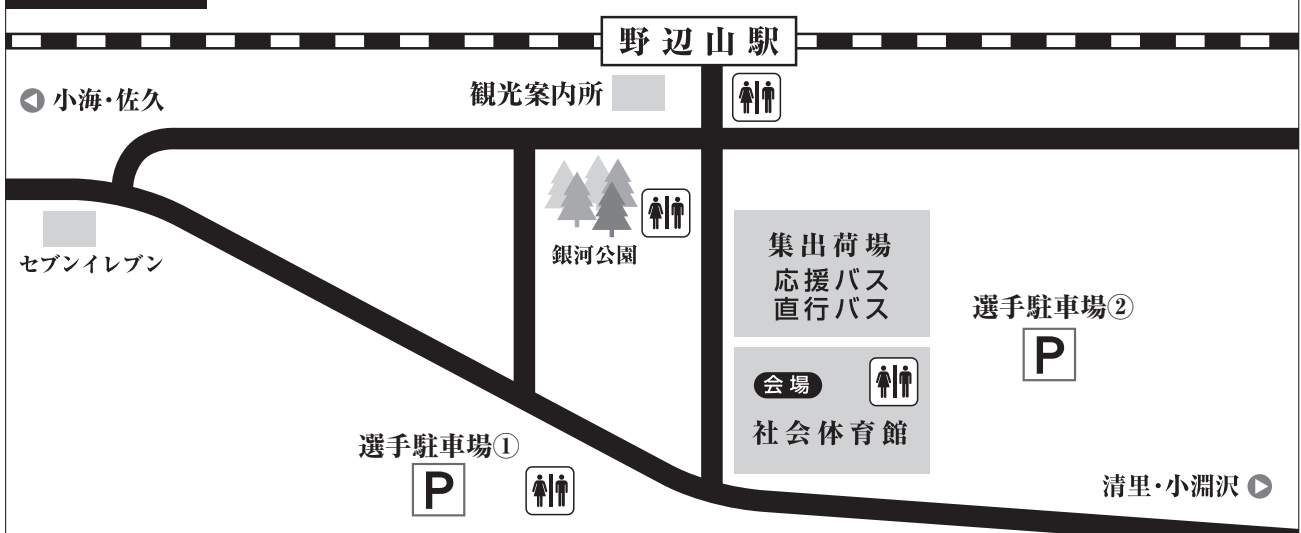 野辺山駅
小海・佐久
観光案内所
セブンイレブン
銀河公園
集出荷場
応援バス
直行バス
選手駐車場②
P
会場
社会体育館
選手駐車場①
P
清里・小淵沢